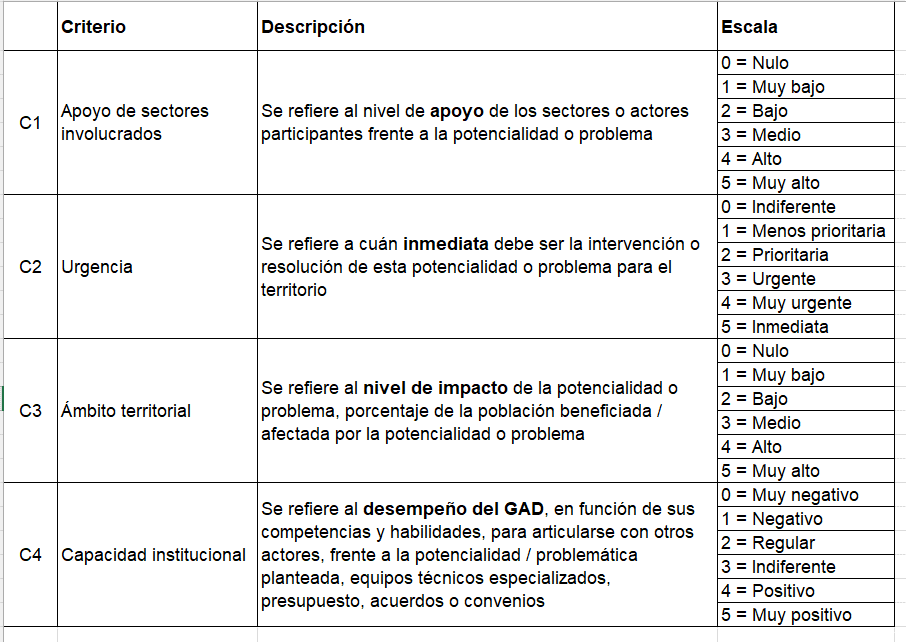 Criterio Descripción Escala
C1
Apoyo de sectores
involucrados
Se refiere al nivel de apoyo de los sectores o actores
participantes frente a la potencialidad o problema
0 = Nulo
1 = Muy bajo
2 = Bajo
3 = Medio
4 = Alto
5 = Muy alto
C2
Urgencia
Se refiere a cuán inmediata debe ser la intervención o
resolución de esta potencialidad o problema para el
territorio
0 = Indiferente
1 = Menos prioritaria
2 = Prioritaria
3 = Urgente
4 = Muy urgente
5 = Inmediata
C3
Ámbito territorial
Se refiere al nivel de impacto de la potencialidad o
problema, porcentaje de la población beneficiada /
afectada por la potencialidad o problema
0 = Nulo
1 = Muy bajo
2 = Bajo
3 = Medio
4 = Alto
5 = Muy alto
C4
Capacidad institucional
Se refiere al desempeño del GAD, en función de sus
competencias y habilidades, para articularse con otros
actores, frente a la potencialidad / problemática
planteada, equipos técnicos especializados,
presupuesto, acuerdos o convenios
0 = Muy negativo
1 = Negativo
2 = Regular
3 = Indiferente
4 = Positivo
5 = Muy positivo